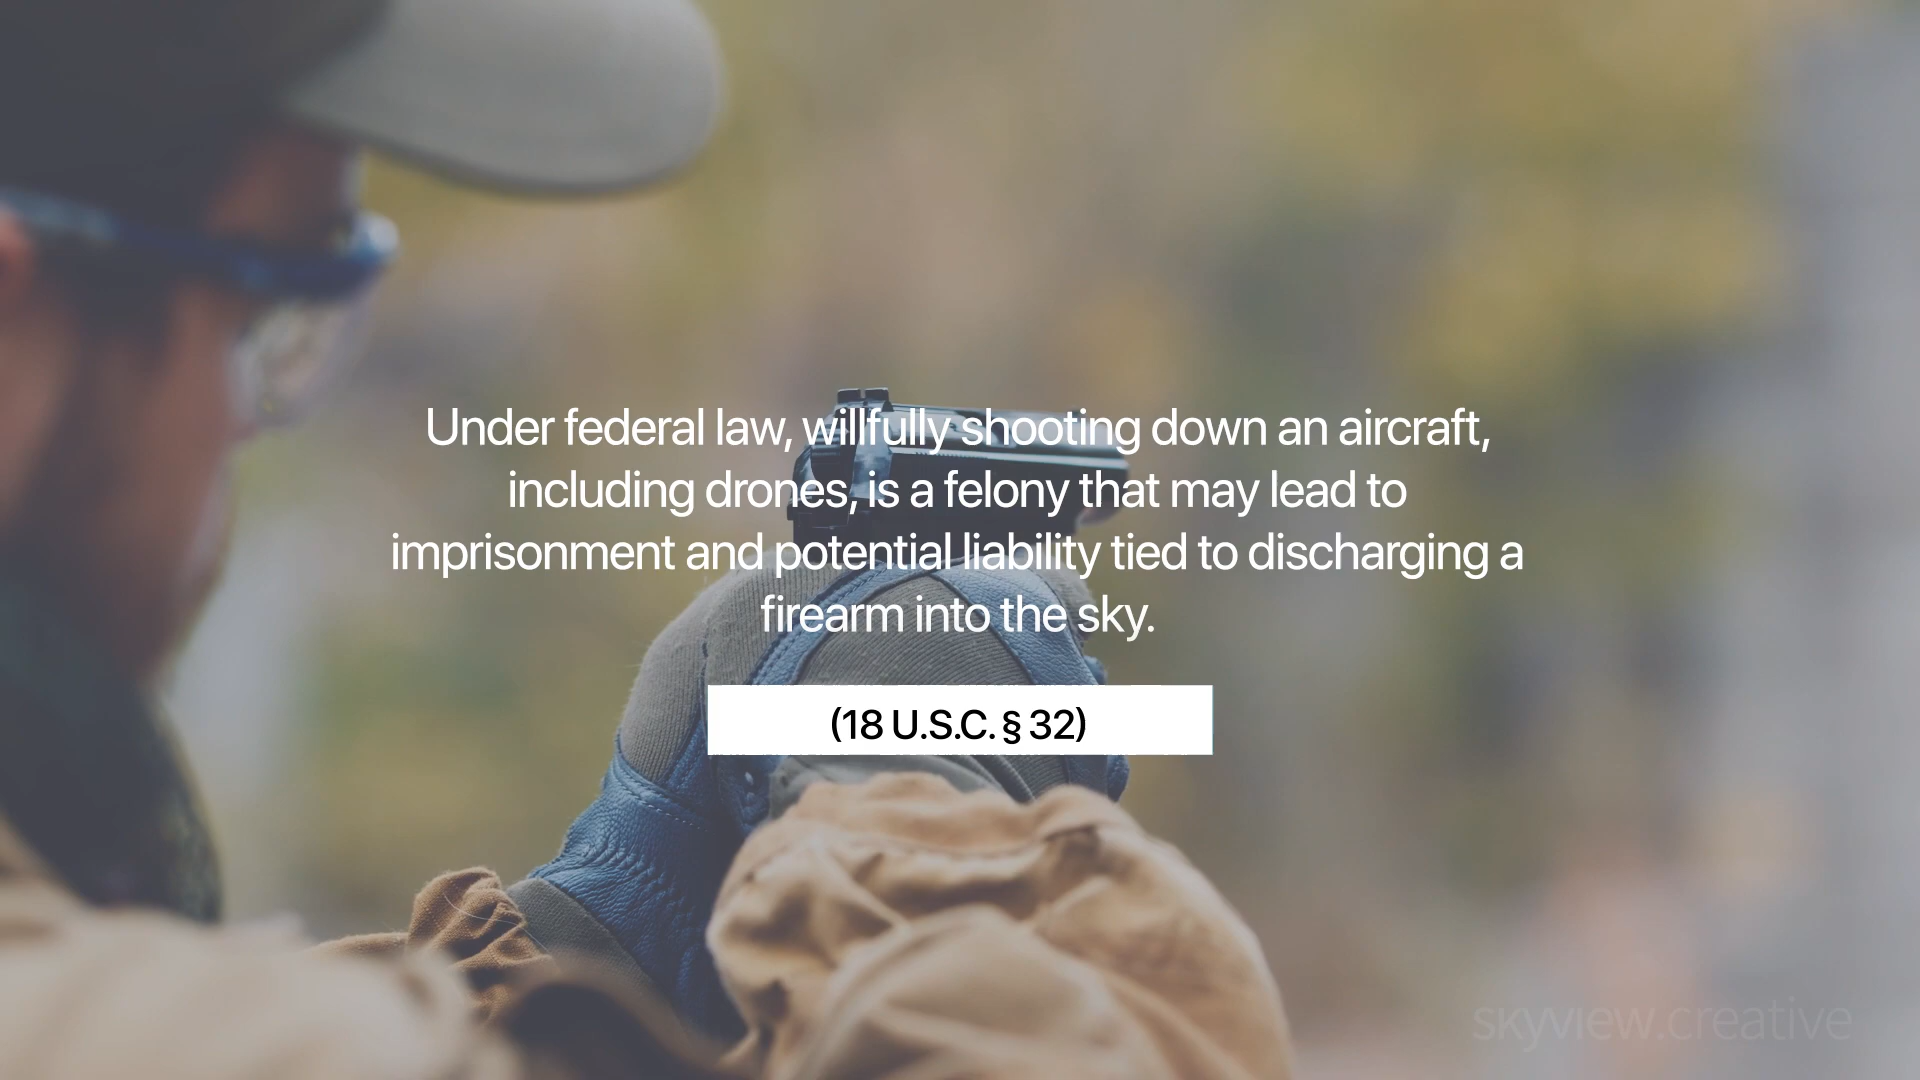 Under federal law, willfully shooting down an aircraft,
including drones, is a felony that may lead to
imprisonment and potential liability tied to discharging a
firearm into the sky.
(18 U.S.C. § 32)
skyview.creative